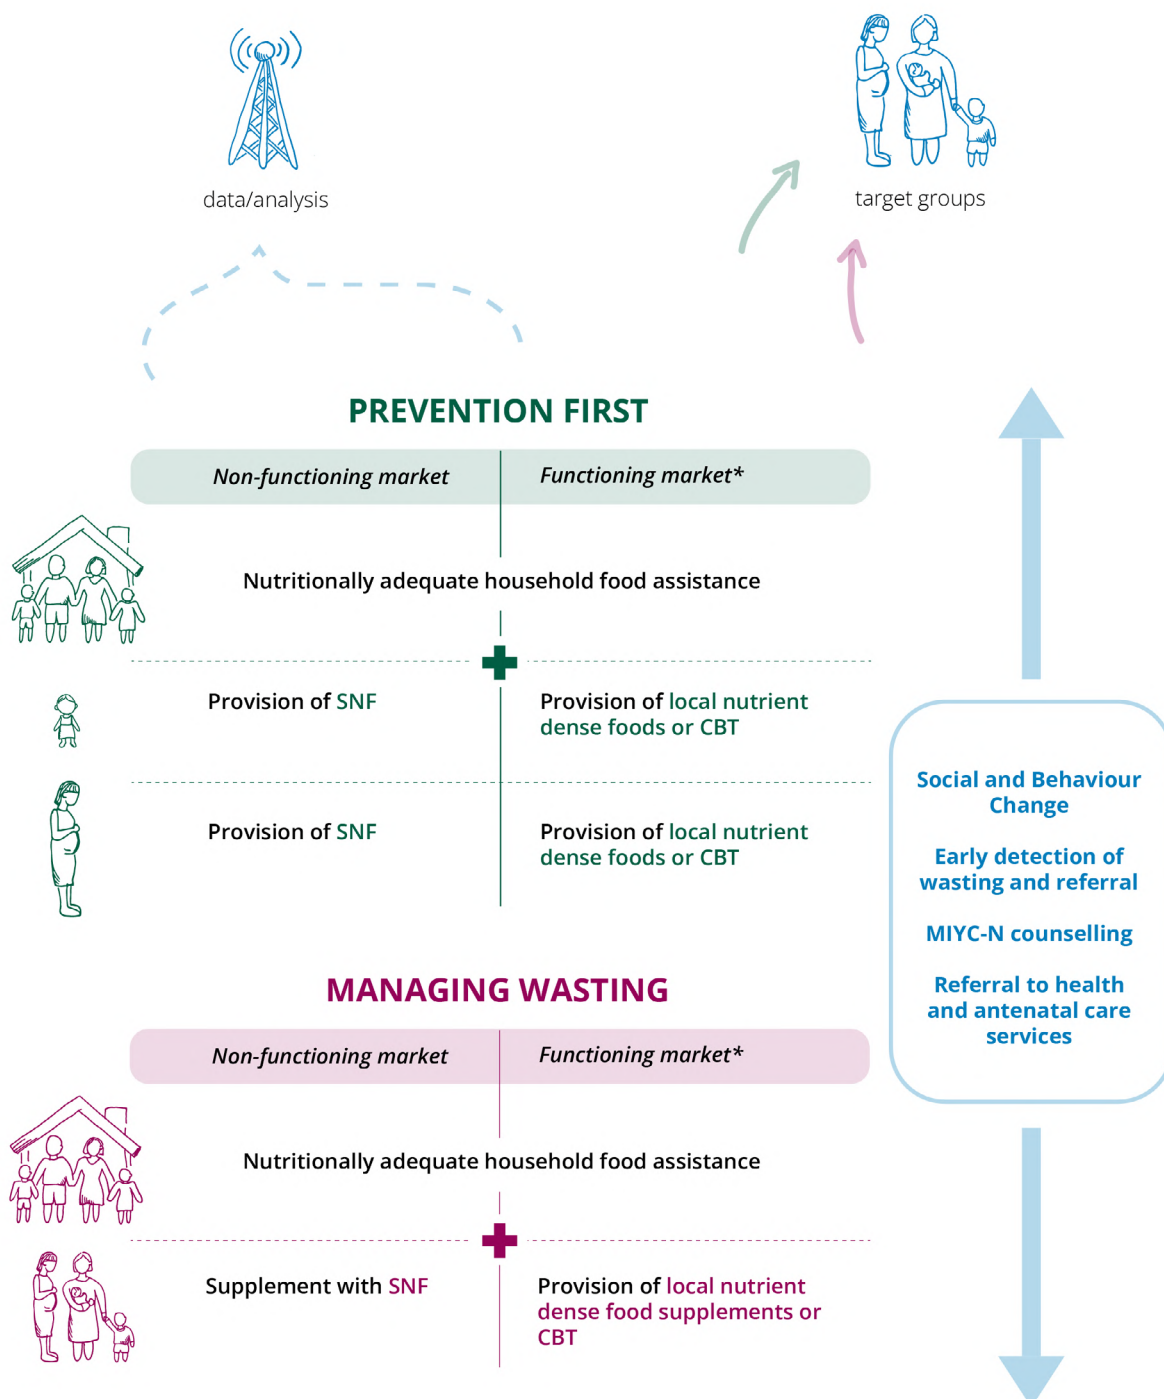 data/analysis
target groups
PREVENTION FIRST
Non-functioning market
Functioning market*
Nutritionally adequate household food assistance
Provision of SNF
Provision of local nutrient
dense foods or CBT
Provision of SNF
Provision of local nutrient
dense foods or CBT
Social and Behaviour
Change
Early detection of
wasting and referral
MIYC-N counselling
Referral to health
and antenatal care
services
MANAGING WASTING
Non-functioning market
Functioning market*
Nutritionally adequate household food assistance
Supplement with SNF
Provision of local nutrient
dense food supplements or
CBT